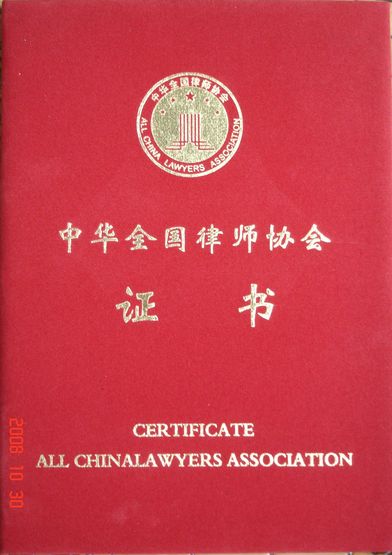 中华全国律师协会
ALL CHINA LAWYERS ASSOCIATION
中华全国律师协会
证 书
CERTIFICATE
ALL CHINALAWYERS ASSOCIATION
2008 10 30